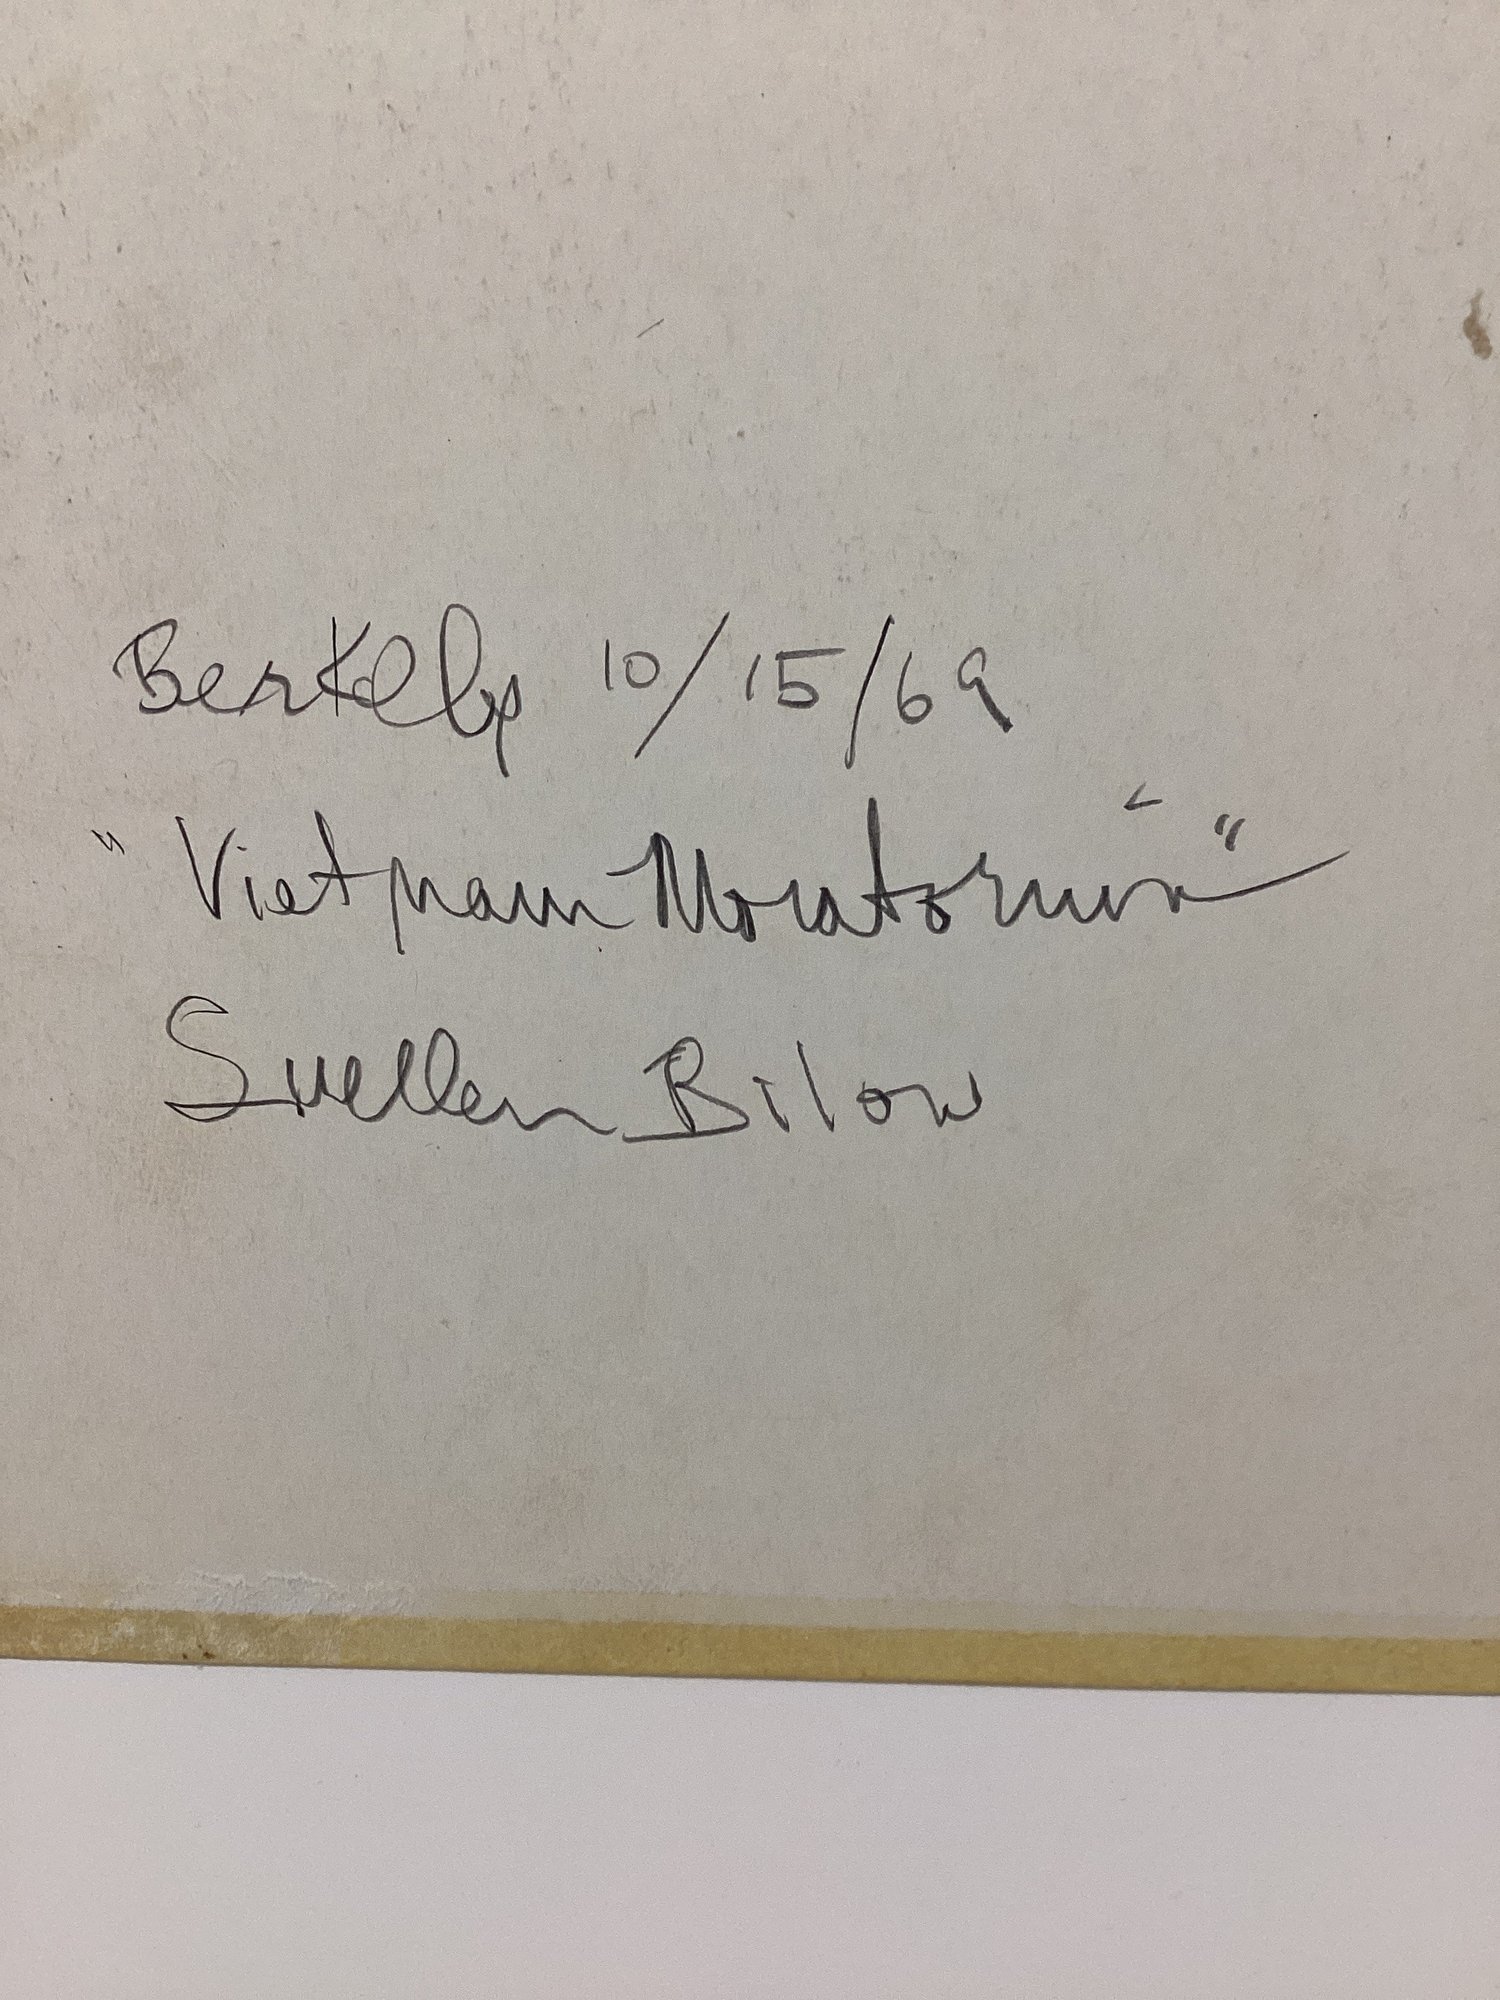 Berkeley 10/15/69
"Vietnam Moratorium"
Suellen Bilow